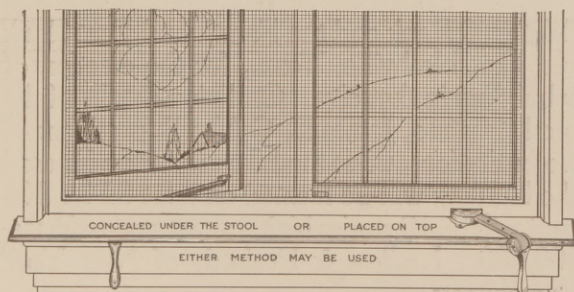 CONCEALED UNDER THE STOOL OR PLACED ON TOP
EITHER METHOD MAY BE USED